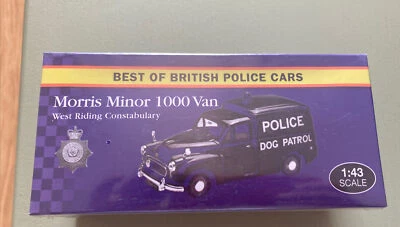 BEST OF BRITISH POLICE CARS
Morris Minor 1000 Van
West Riding Constabulary
POLICE
DOG PATROL
1:43
SCALE